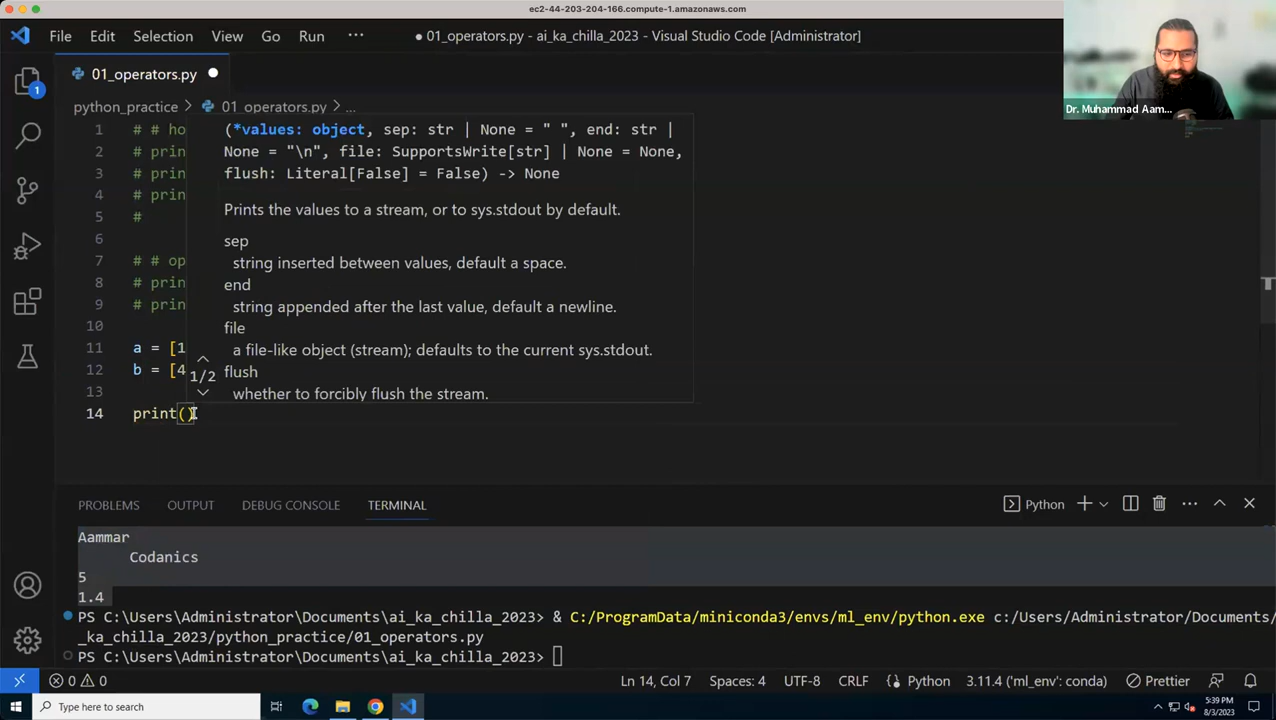 ec2-44-203-204-166.compute-1.amazonaws.com
File Edit Selection View Go Run ··· ● 01_operators.py - ai_ka_chilla_2023 - Visual Studio Code [Administrator]
Dr. Muhammad Aam...
1
01_operators.py
python_practice > 01_operators.py > ...
1 # # ho
2 # prin
3 # prin
4 # prin
5 #
6
7 # # op
8 # prin
9 # prin
10
11 a = [1
12 b = [4
13
14 print()
(*values: object, sep: str | None = " ", end: str |
None = "\n", file: SupportsWrite[str] | None = None,
flush: Literal[False] = False) -> None
Prints the values to a stream, or to sys.stdout by default.
sep
string inserted between values, default a space.
end
string appended after the last value, default a newline.
file
a file-like object (stream); defaults to the current sys.stdout.
1/2
flush
whether to forcibly flush the stream.
PROBLEMS OUTPUT DEBUG CONSOLE TERMINAL Python
Aammar
Codanics
5
1.4
PS C:\Users\Administrator\Documents\ai_ka_chilla_2023> & C:/ProgramData/miniconda3/envs/ml_env/python.exe c:/Users/Administrator/Documents/
_ka_chilla_2023/python_practice/01_operators.py
PS C:\Users\Administrator\Documents\ai_ka_chilla_2023>
0 0 Ln 14, Col 7 Spaces: 4 UTF-8 CRLF Python 3.11.4 ('ml_env': conda) Prettier
Type here to search
5:39 PM
8/3/2023